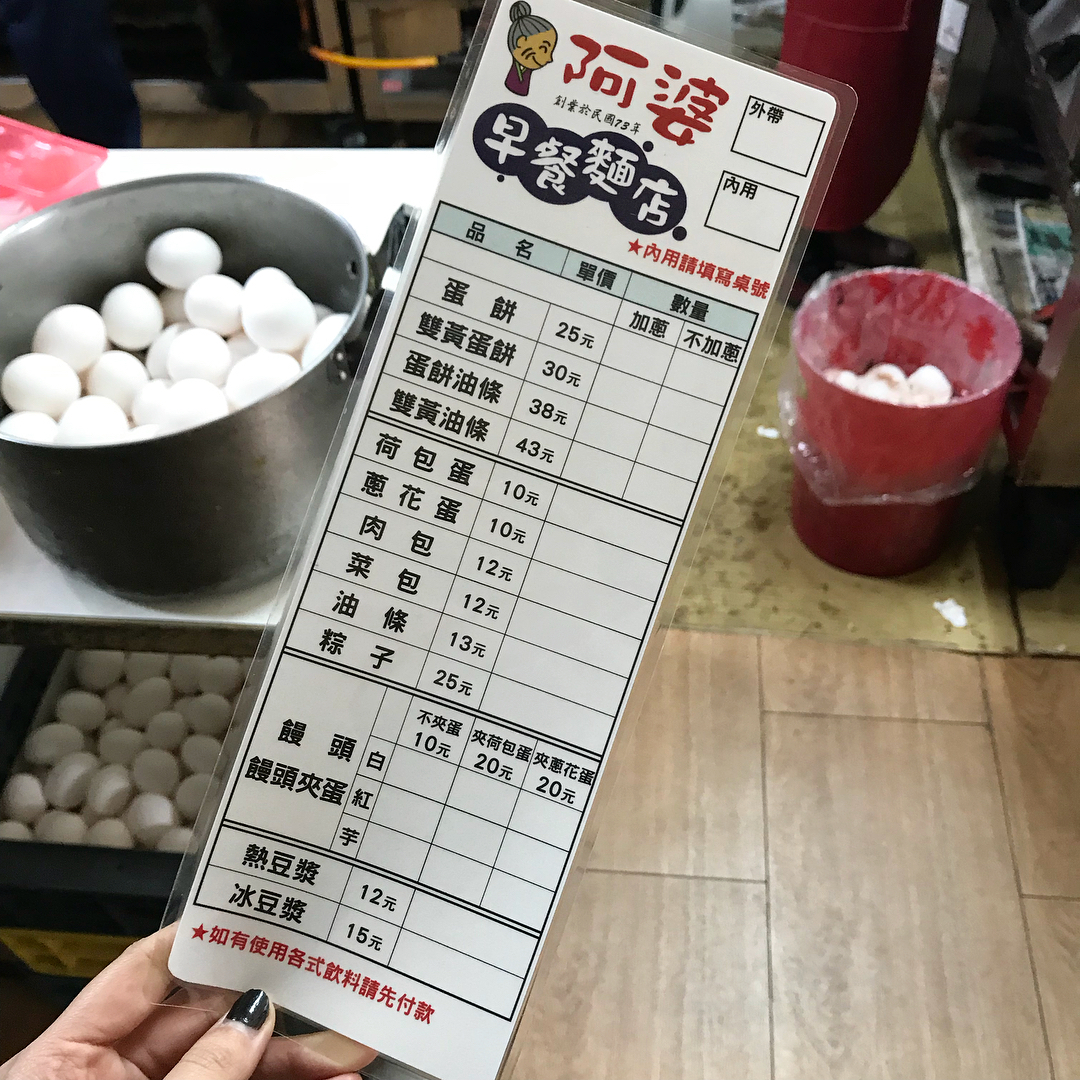 阿婆
創業於民國73年
早餐麵店
外帶
內用
★內用請填寫桌號
品名 單價 數量
加蔥 不加蔥
蛋餅 25元
雙黃蛋餅 30元
蛋餅油條 38元
雙黃油條 43元
荷包蛋 10元
蔥花蛋 10元
肉包 12元
菜包 12元
油條 13元
粽子 25元
不夾蛋 夾荷包蛋 夾蔥花蛋
10元 20元 20元
饅頭
饅頭夾蛋
白
紅
芋
熱豆漿 12元
冰豆漿 15元
★如有使用各式飲料請先付款